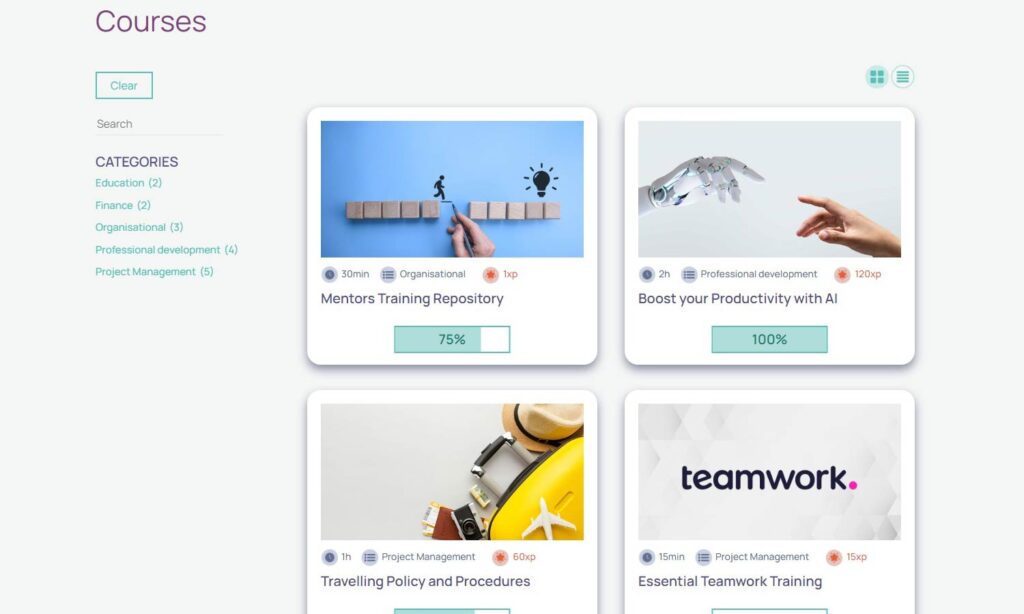 Courses
Clear
Search
CATEGORIES
Education (2)
Finance (2)
Organisational (3)
Professional development (4)
Project Management (5)
30min Organisational 1xp
Mentors Training Repository
75%
2h Professional development 120xp
Boost your Productivity with AI
100%
1h Project Management 60xp
Travelling Policy and Procedures
teamwork.
15min Project Management 15xp
Essential Teamwork Training